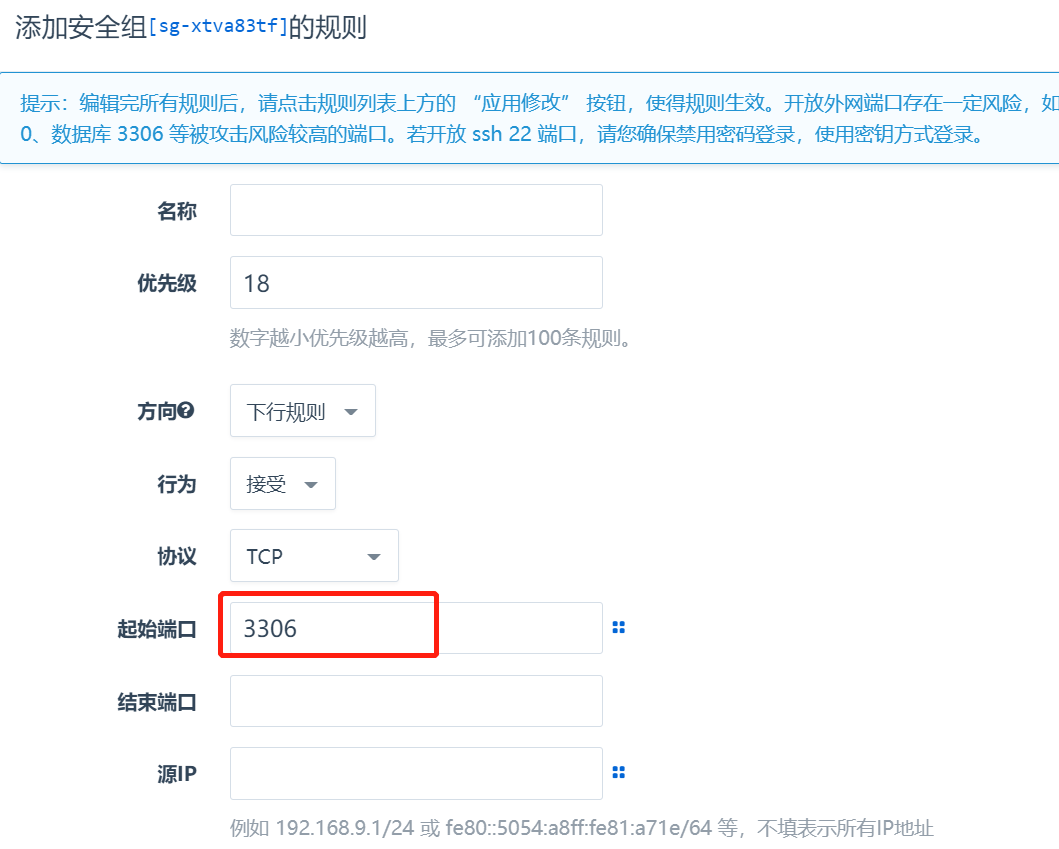 添加安全组[sg-xtva83tf]的规则
提示：编辑完所有规则后，请点击规则列表上方的 “应用修改” 按钮，使得规则生效。开放外网端口存在一定风险，如
0、数据库 3306 等被攻击风险较高的端口。若开放 ssh 22 端口，请您确保禁用密码登录，使用密钥方式登录。
名称
优先级 18
数字越小优先级越高，最多可添加100条规则。
方向 下行规则
行为 接受
协议 TCP
起始端口 3306
结束端口
源IP
例如 192.168.9.1/24 或 fe80::5054:a8ff:fe81:a71e/64 等，不填表示所有IP地址